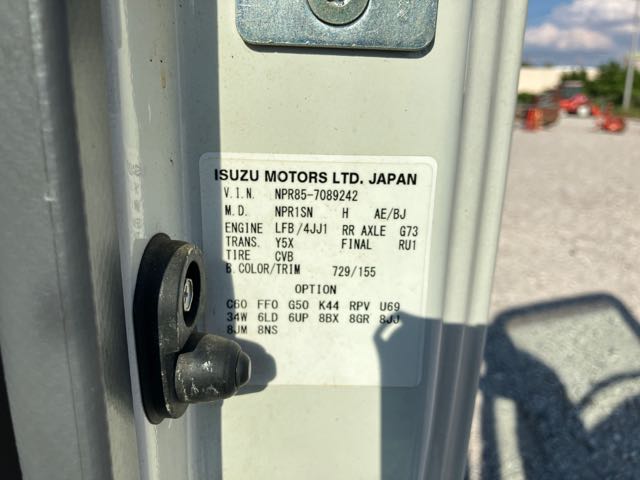 ISUZU MOTORS LTD. JAPAN
V.I.N. NPR85-7089242
M.D. NPR1SN H AE/BJ
ENGINE LFB/4JJ1 RR AXLE G73
TRANS. Y5X FINAL RU1
TIRE CVB
B.COLOR/TRIM 729/155
OPTION
C60 FF0 G50 K44 RPV U69
34W 6LD 6UP 8BX 8GR 8JJ
8JM 8NS